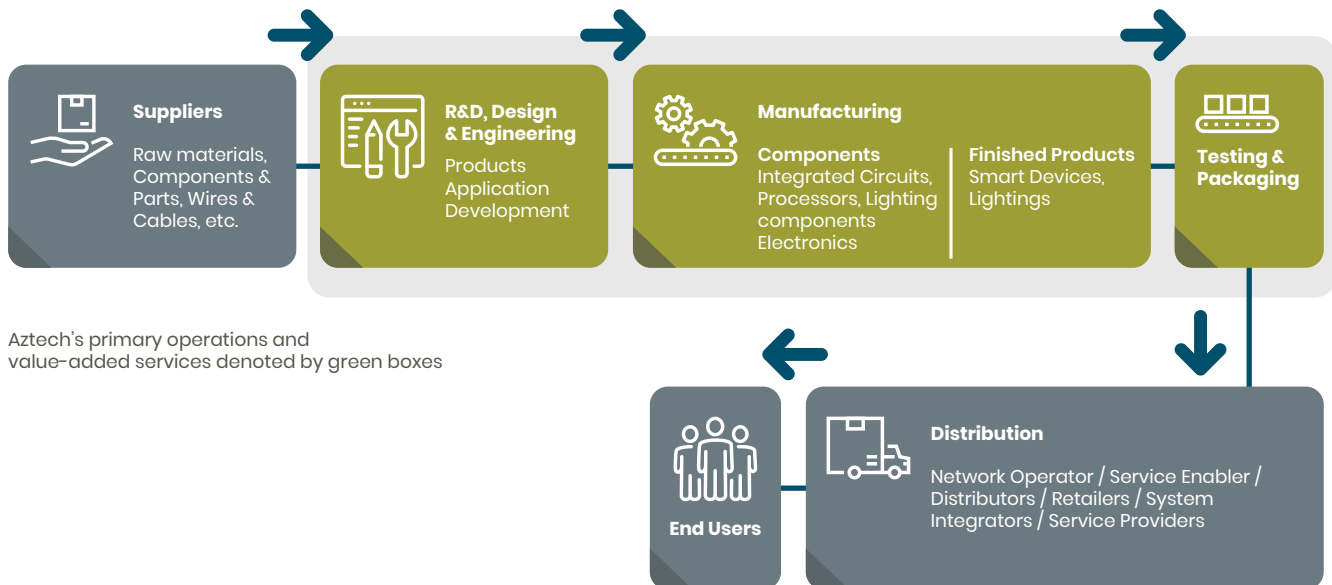 Suppliers
Raw materials,
Components &
Parts, Wires &
Cables, etc.
R&D, Design
& Engineering
Products
Application
Development
Manufacturing
Components
Integrated Circuits,
Processors, Lighting
components
Electronics
Finished Products
Smart Devices,
Lightings
Testing &
Packaging
Aztech’s primary operations and
value-added services denoted by green boxes
Distribution
Network Operator / Service Enabler /
Distributors / Retailers / System
Integrators / Service Providers
End Users